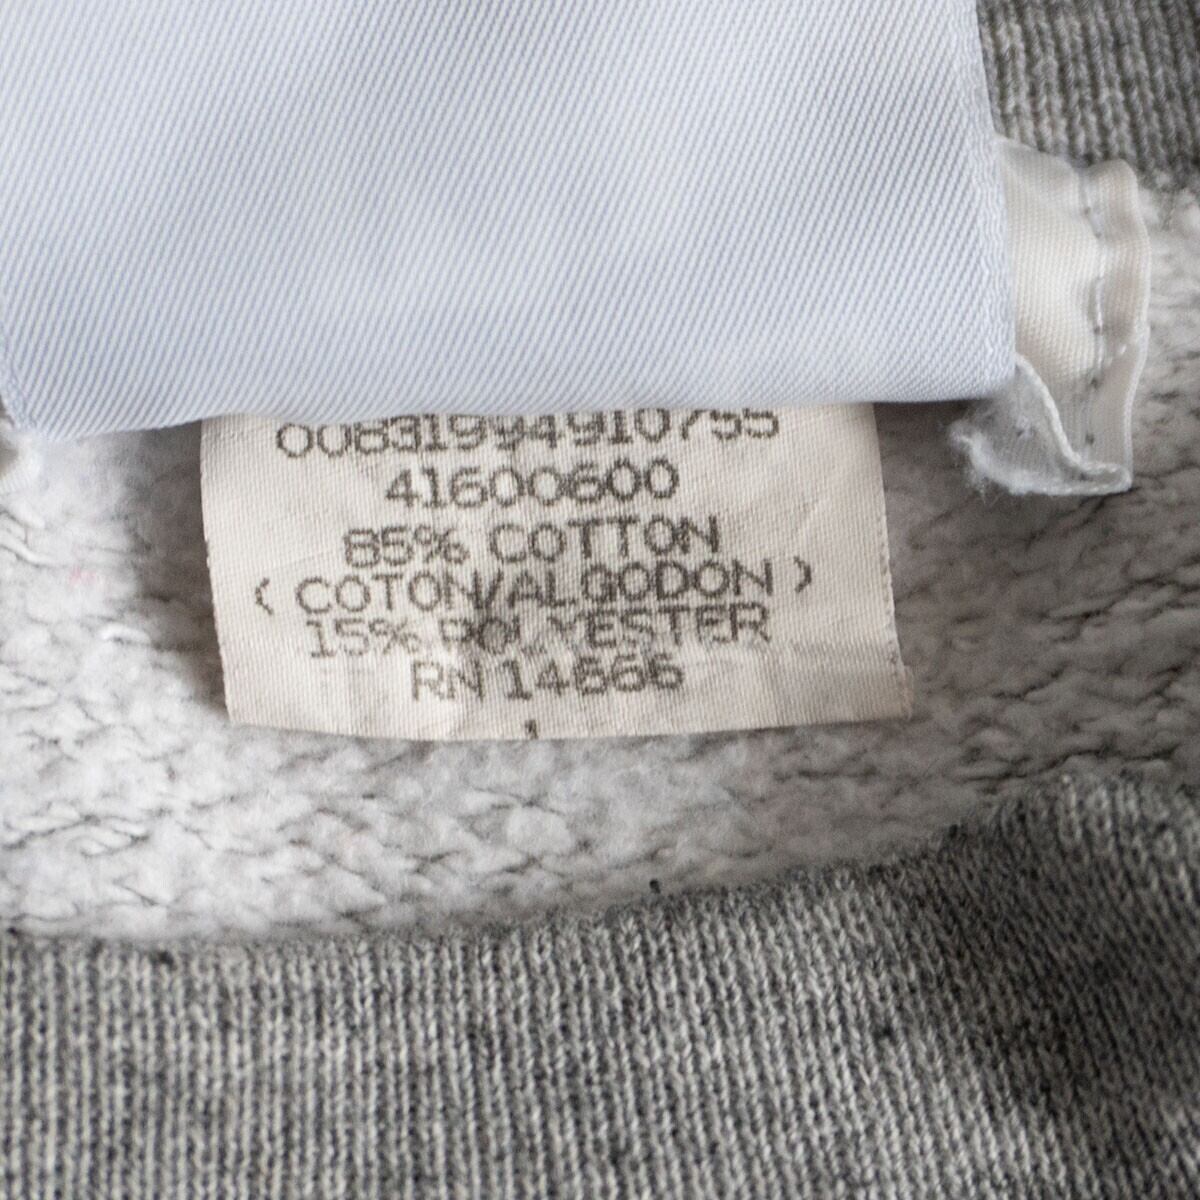 00831994910755
41600600
85% COTTON
( COTON/ALGODON )
15% POLYESTER
RN 14666